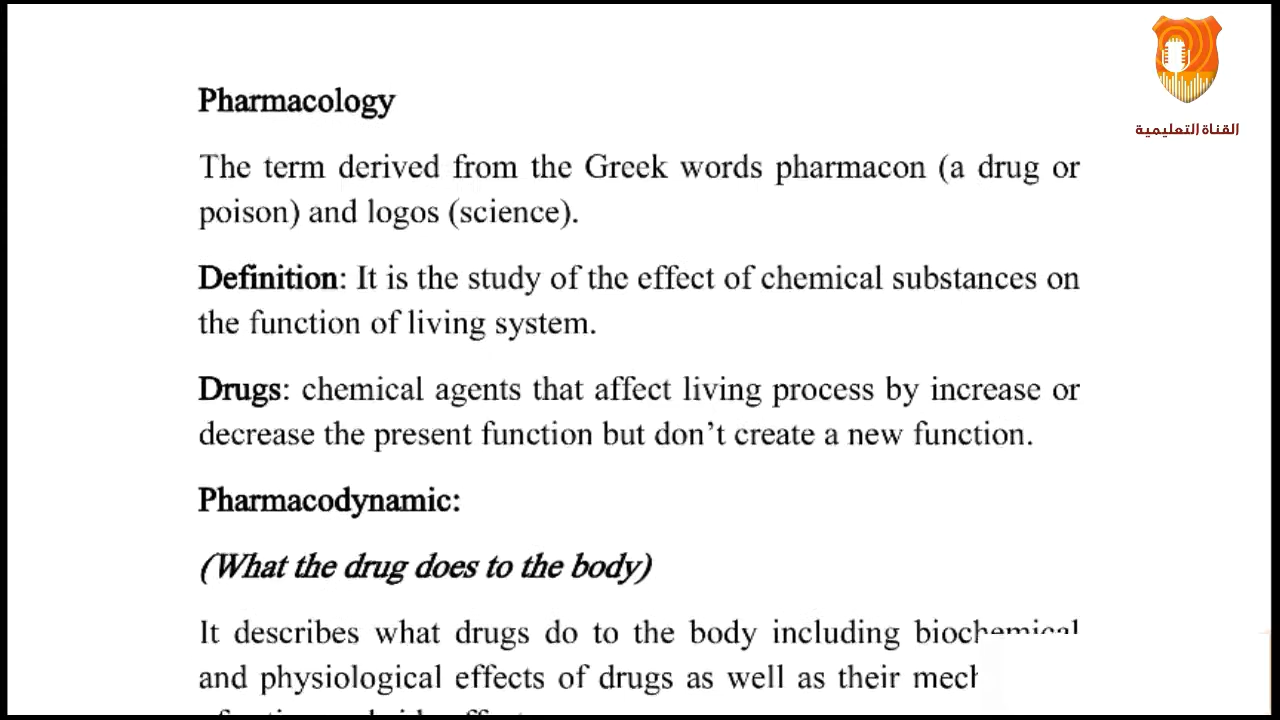 القناة التعليمية
Pharmacology
The term derived from the Greek words pharmacon (a drug or
poison) and logos (science).
Definition: It is the study of the effect of chemical substances on
the function of living system.
Drugs: chemical agents that affect living process by increase or
decrease the present function but don’t create a new function.
Pharmacodynamic:
(What the drug does to the body)
It describes what drugs do to the body including biochemical
and physiological effects of drugs as well as their mech